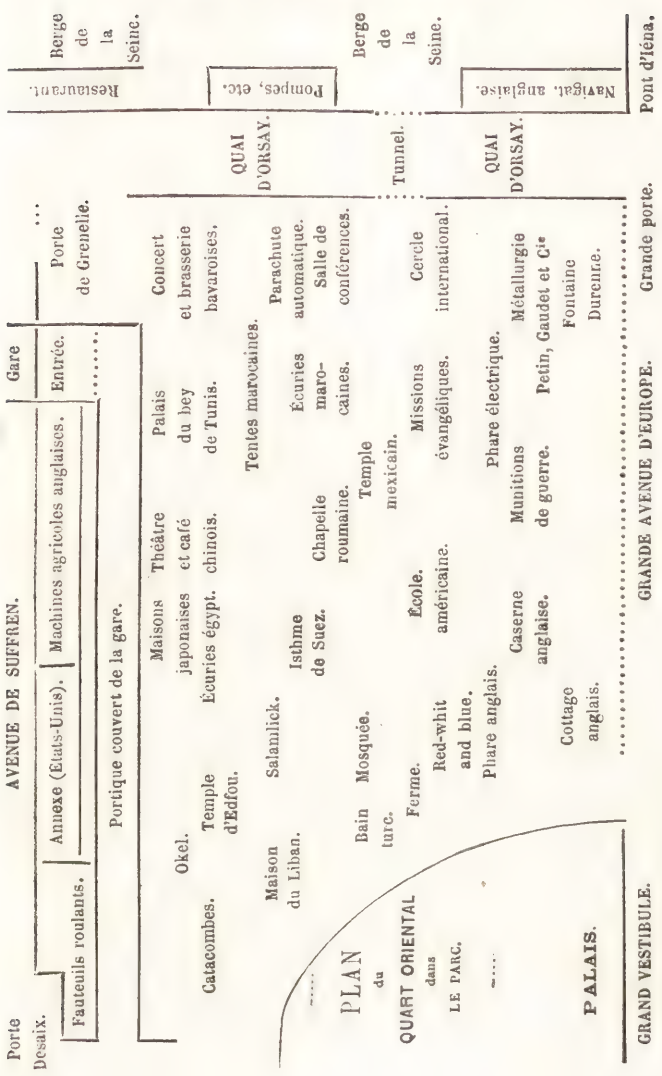 Porte
Desaix.
AVENUE DE SUFFREN.
Gare
Fauteuils roulants.
Annexe (États-Unis).
Machines agricoles anglaises.
Entrée.
Porte
de Grenelle.
Portique couvert de la gare.
Restaurant.
Berge
de
la
Seine.
Catacombes.
Okel.
Temple
d'Edfou.
Maisons
japonaises
Écuries égypt.
Théâtre
et café
chinois.
Palais
du bey
de Tunis.
Concert
et brasserie
bavaroises.
QUAI
D'ORSAY.
Pompes, etc.
Tentes marocaines.
Maison
du Liban.
Salamlick.
Isthme
de Suez.
Chapelle
roumaine.
Écuries
maro-
caines.
Parachute
automatique.
Salle de
conférences.
Bain
turc.
Mosquée.
Temple
mexicain.
Tunnel.
Berge
de
la
Seine.
Ferme.
Red-whit
and blue.
École.
américaine.
Missions
évangéliques.
Cercle
international.
Phare anglais.
Phare électrique.
QUAI
D'ORSAY.
Navigat. anglaise.
Caserne
anglaise.
Munitions
de guerre.
Métallurgie
Petin, Gaudet et Cie
Cottage
anglais.
Fontaine
Durenne.
PLAN
du
QUART ORIENTAL
dans
LE PARC.
PALAIS.
GRAND VESTIBULE.
GRANDE AVENUE D'EUROPE.
Grande porte.
Pont d'Iéna.